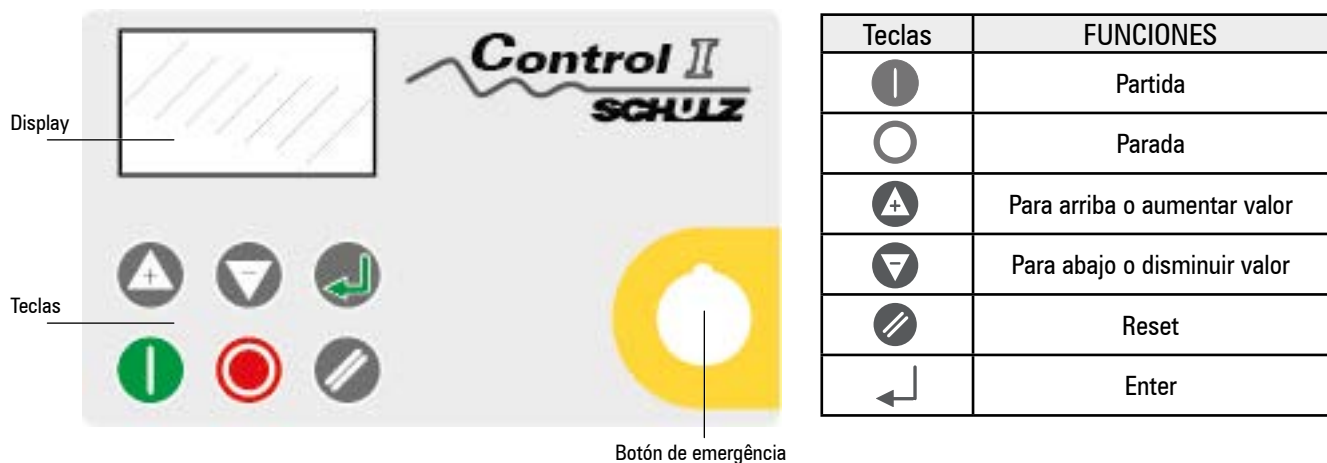 Control II
SCHULZ
Display
Teclas
Botón de emergência
Teclas FUNCIONES
Partida
Parada
Para arriba o aumentar valor
Para abajo o disminuir valor
Reset
Enter